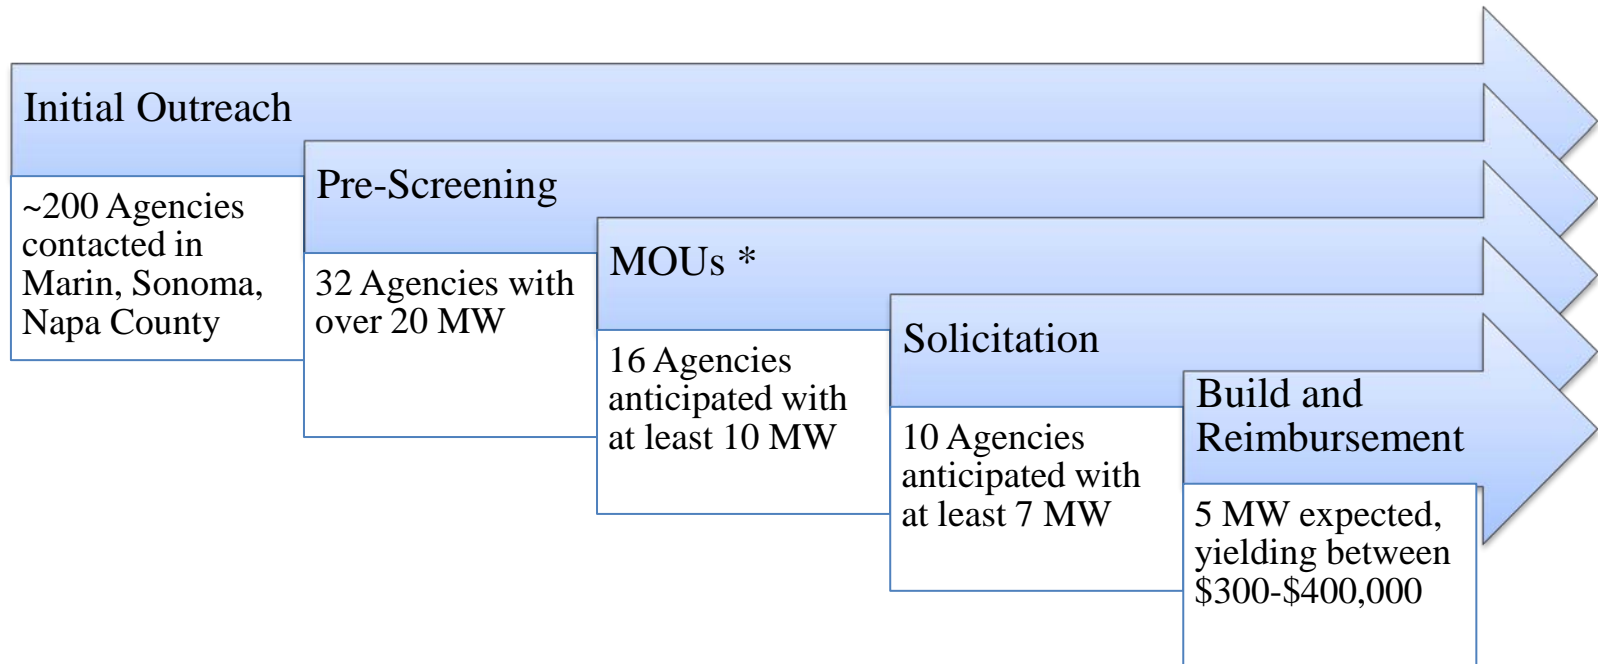 Initial Outreach
~200 Agencies
contacted in
Marin, Sonoma,
Napa County
Pre-Screening
32 Agencies with
over 20 MW
MOUs *
16 Agencies
anticipated with
at least 10 MW
Solicitation
10 Agencies
anticipated with
at least 7 MW
Build and
Reimbursement
5 MW expected,
yielding between
$300-$400,000